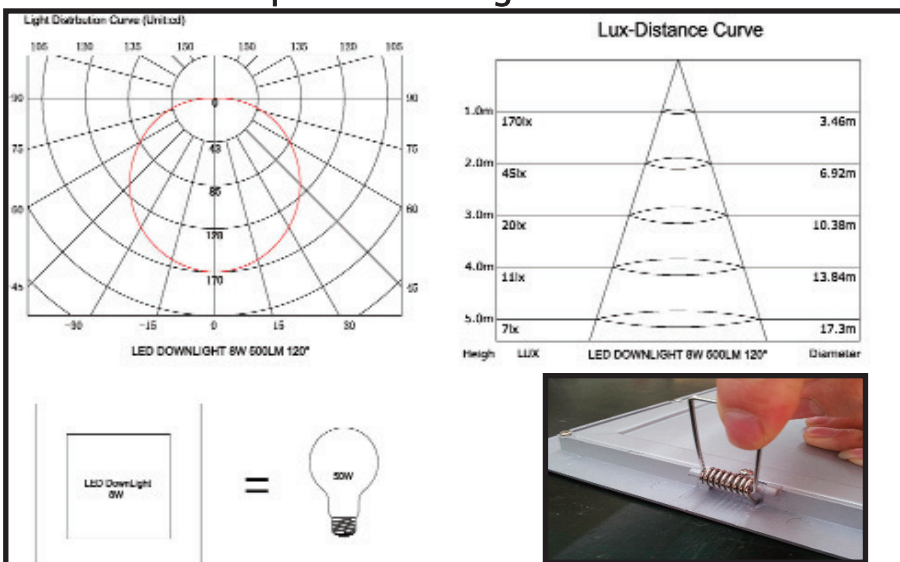 Light Distrbution Curve (Unit:cd)
105 120 135 150 150 135 120 105
90 0 90
43
75 75
85
60 60
170
45 45
-30 -15 0 15 30
LED DOWNLIGHT 8W 500LM 120°
Lux-Distance Curve
1.0m 170lx 3.46m
2.0m 45lx 6.92m
3.0m 20lx 10.38m
4.0m 11lx 13.84m
5.0m 7lx 17.3m
Heigh LUX LED DOWNLIGHT 8W 500LM 120° Diameter
LED DownLight
8W
=
50W